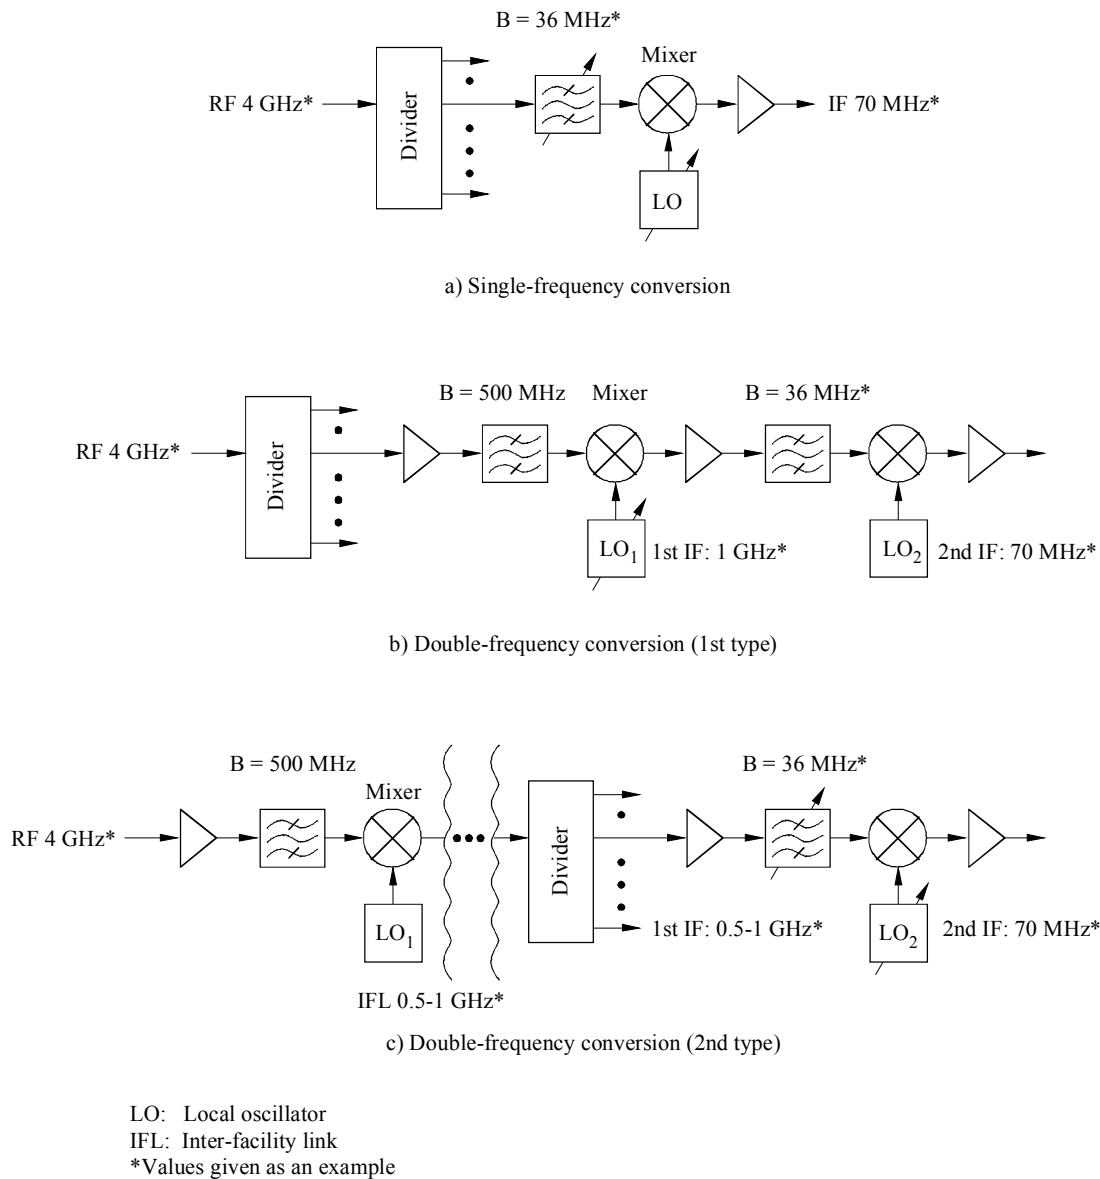 B = 36 MHz*
Mixer
RF 4 GHz*
Divider
IF 70 MHz*
LO
a) Single-frequency conversion
B = 500 MHz
Mixer
B = 36 MHz*
RF 4 GHz*
Divider
LO1
1st IF: 1 GHz*
LO2
2nd IF: 70 MHz*
b) Double-frequency conversion (1st type)
B = 500 MHz
B = 36 MHz*
Mixer
RF 4 GHz*
Divider
LO1
1st IF: 0.5-1 GHz*
LO2
2nd IF: 70 MHz*
IFL 0.5-1 GHz*
c) Double-frequency conversion (2nd type)
LO: Local oscillator
IFL: Inter-facility link
*Values given as an example